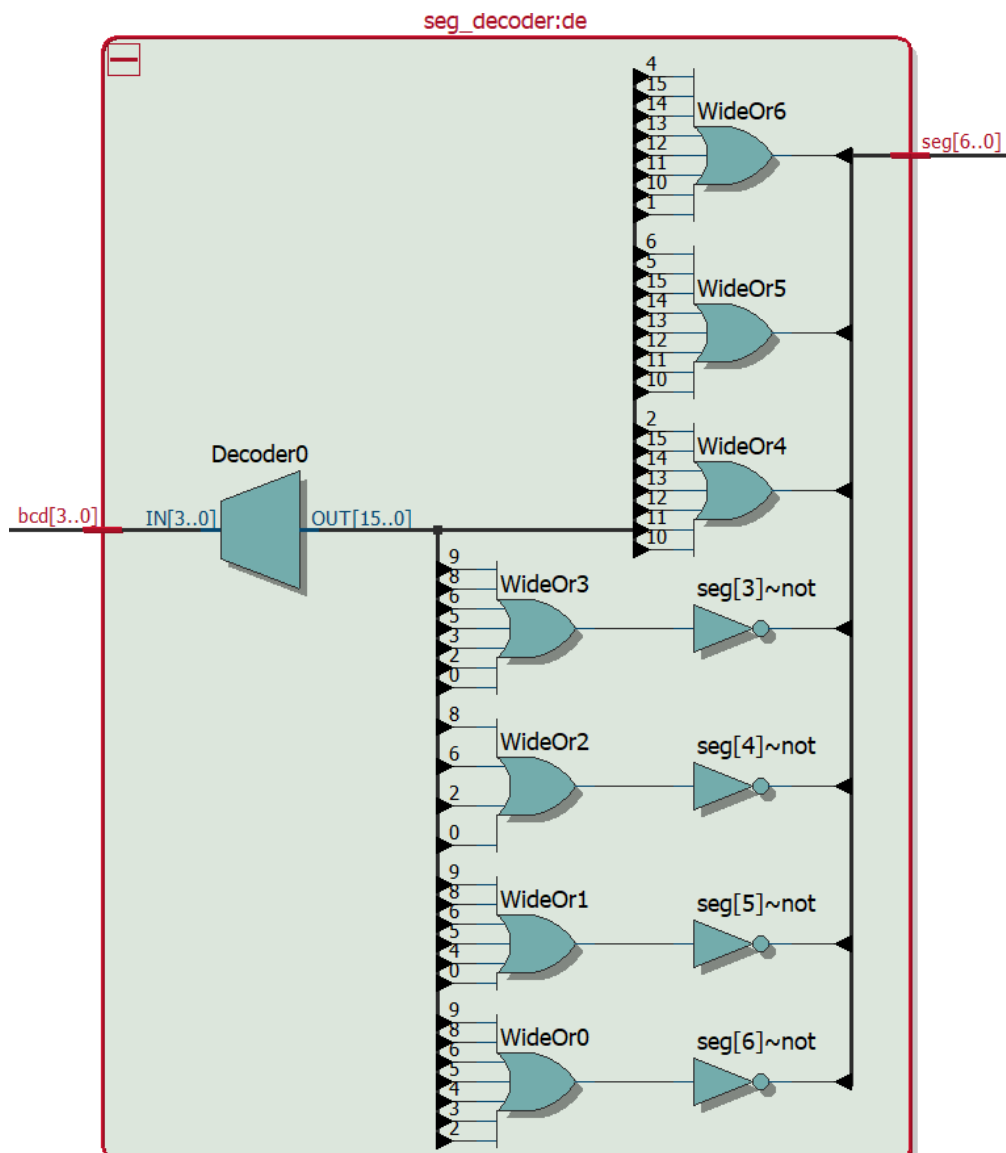 seg_decoder:de
4
15
14
13
12
11
10
1
WideOr6
seg[6..0]
6
5
15
14
13
12
11
10
WideOr5
2
15
14
13
12
11
10
WideOr4
Decoder0
bcd[3..0]
IN[3..0]
OUT[15..0]
9
8
6
5
3
2
0
WideOr3
seg[3]~not
8
6
2
0
WideOr2
seg[4]~not
9
8
6
5
4
0
WideOr1
seg[5]~not
9
8
6
5
4
3
2
WideOr0
seg[6]~not